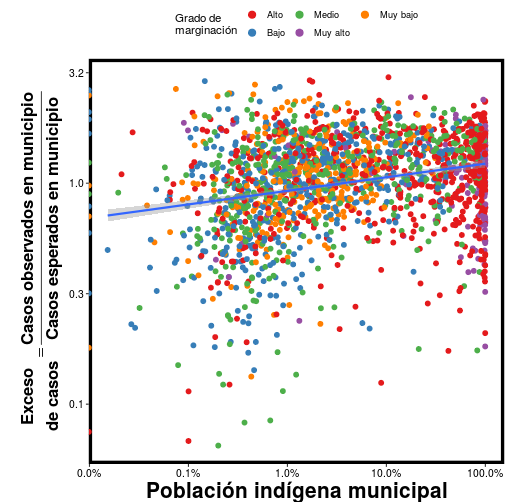 Grado de
marginación
Alto
Medio
Muy bajo
Bajo
Muy alto
Exceso
de casos
=
Casos observados en municipio
Casos esperados en municipio
3.2
1.0
0.3
0.1
0.0%
0.1%
1.0%
10.0%
100.0%
Población indígena municipal